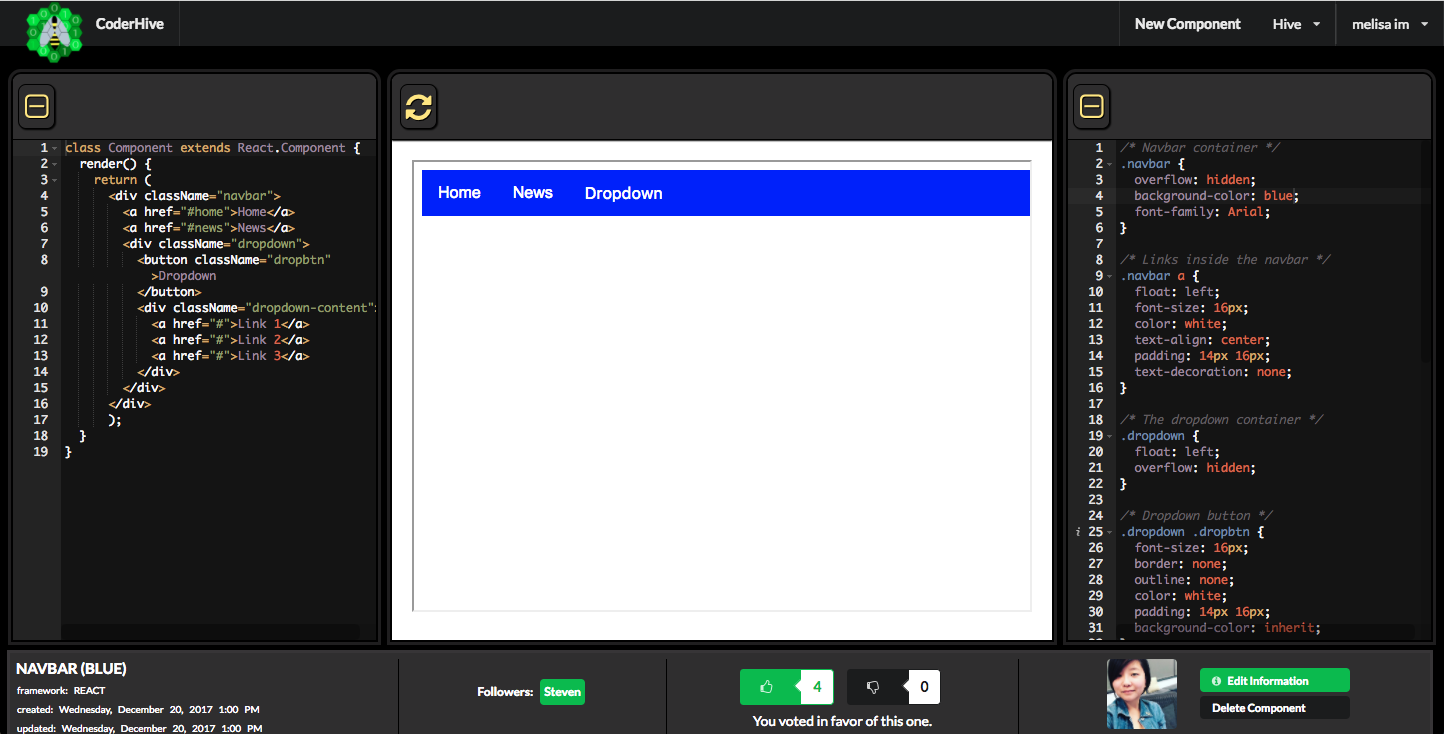 CoderHive
New Component
Hive
melisa im
1 class Component extends React.Component {
2 render() {
3 return (
4 <div className="navbar">
5 <a href="#home">Home</a>
6 <a href="#news">News</a>
7 <div className="dropdown">
8 <button className="dropbtn"
>Dropdown
9 </button>
10 <div className="dropdown-content">
11 <a href="#">Link 1</a>
12 <a href="#">Link 2</a>
13 <a href="#">Link 3</a>
14 </div>
15 </div>
16 </div>
17 );
18 }
19 }
Home News Dropdown
1 /* Navbar container */
2 .navbar {
3 overflow: hidden;
4 background-color: blue;
5 font-family: Arial;
6 }
7
8 /* Links inside the navbar */
9 .navbar a {
10 float: left;
11 font-size: 16px;
12 color: white;
13 text-align: center;
14 padding: 14px 16px;
15 text-decoration: none;
16 }
17
18 /* The dropdown container */
19 .dropdown {
20 float: left;
21 overflow: hidden;
22 }
23
24 /* Dropdown button */
i 25 .dropdown .dropbtn {
26 font-size: 16px;
27 border: none;
28 outline: none;
29 color: white;
30 padding: 14px 16px;
31 background-color: inherit;
NAVBAR (BLUE)
framework: REACT
created: Wednesday, December 20, 2017 1:00 PM
updated: Wednesday, December 20, 2017 1:00 PM
Followers: Steven
4
0
You voted in favor of this one.
Edit Information
Delete Component